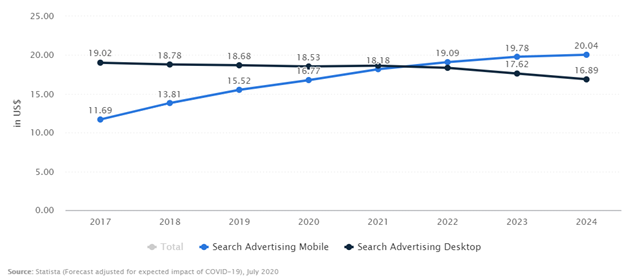 25.00
20.00
15.00
10.00
5.00
0.00
in US$
19.02 18.78 18.68 18.53 18.18 19.09 19.78 20.04
11.69 13.81 15.52 16.77 17.62 16.89
2017 2018 2019 2020 2021 2022 2023 2024
Total Search Advertising Mobile Search Advertising Desktop
Source: Statista (Forecast adjusted for expected impact of COVID-19), July 2020